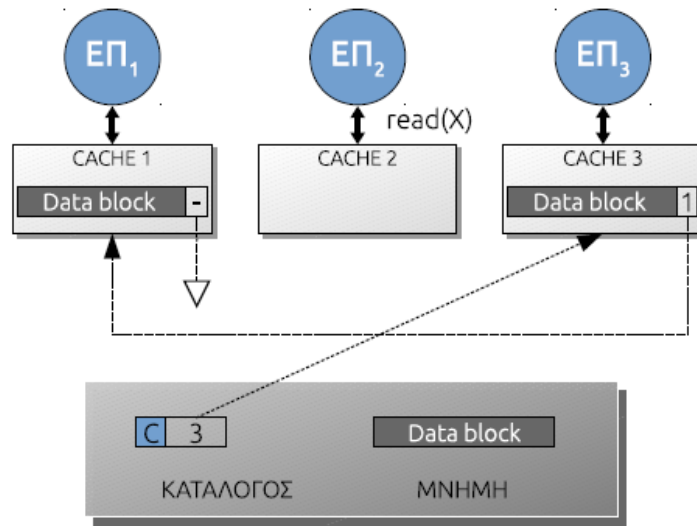 ΕΠ1 ΕΠ2 ΕΠ3
read(X)
CACHE 1 CACHE 2 CACHE 3
Data block - Data block 1
C 3 Data block
ΚΑΤΑΛΟΓΟΣ ΜΝΗΜΗ